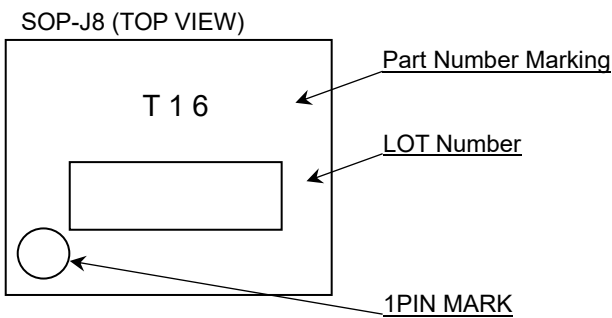 SOP-J8 (TOP VIEW)
Part Number Marking
T 1 6
LOT Number
1PIN MARK